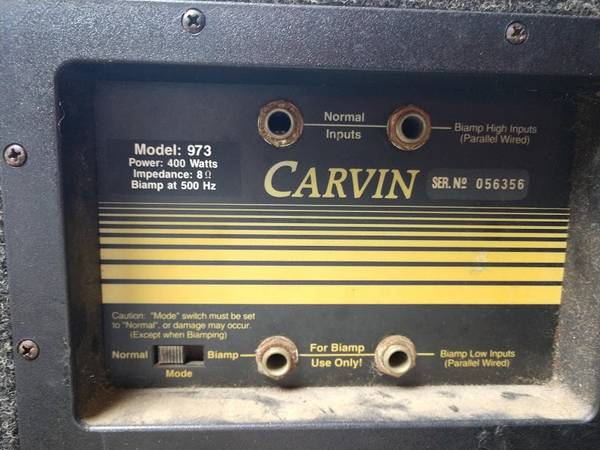 Normal
Inputs
Biamp High Inputs
(Parallel Wired)
Model: 973
Power: 400 Watts
Impedance: 8Ω
Biamp at 500 Hz
CARVIN
SER. Nº 056356
Caution: "Mode" switch must be set
to "Normal", or damage may occur.
(Except when Biamping)
Normal
Biamp
Mode
For Biamp
Use Only!
Biamp Low Inputs
(Parallel Wired)